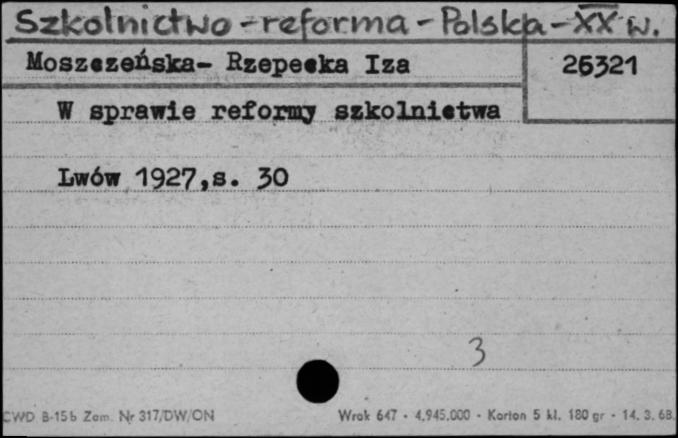 Szkolnictwo - reforma - Polska - XX w.
Moszczeńska- Rzepecka Iza
26321
W sprawie reformy szkolnictwa
Lwów 1927,s. 30
3
CWD B-15b Zam. Nr 317/DW/ON
Wrak 647 - 4,945.000 - Karton 5 kl. 180 gr - 14. 3. 68.